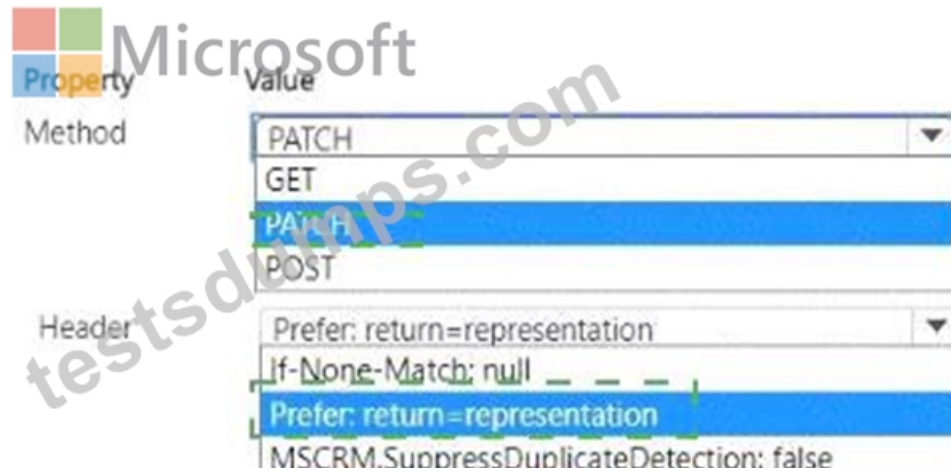 Microsoft
Property Value
Method PATCH
GET
PATCH
POST
Header Prefer: return=representation
If-None-Match: null
Prefer: return=representation
MSCRM.SuppressDuplicateDetection: false
testsdumps.com